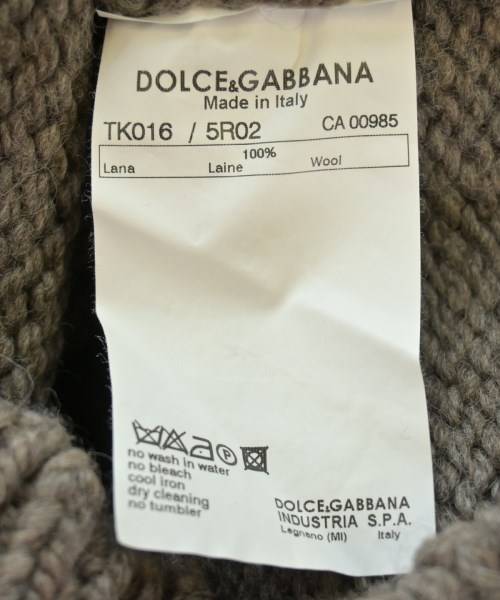 DOLCE&GABBANA
Made in Italy
TK016 / 5R02 CA 00985
100%
Lana Laine Wool
P
no wash in water
no bleach
cool iron
dry cleaning
no tumbler
DOLCE&GABBANA
INDUSTRIA S.P.A.
Legnano (MI) Italy